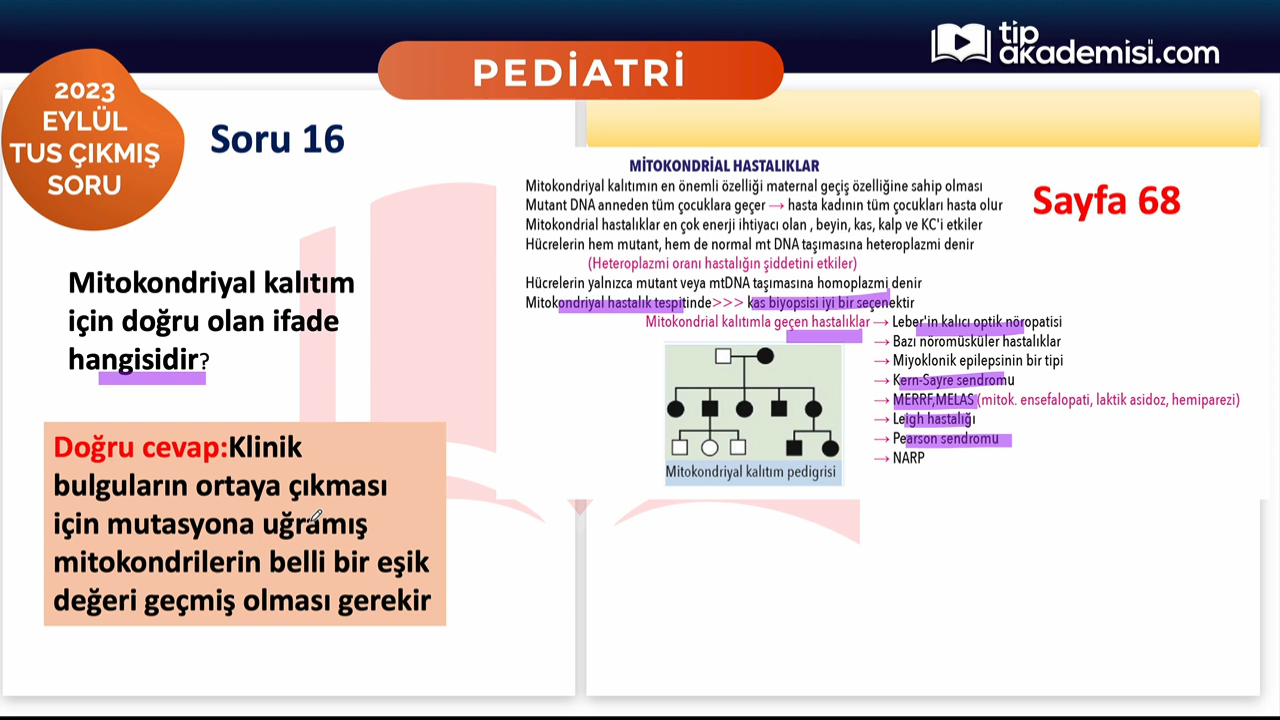 tıp
akademisi.com
PEDİATRİ
2023
EYLÜL
TUS ÇIKMIŞ
SORU
Soru 16
Mitokondriyal kalıtım
için doğru olan ifade
hangisidir?
Doğru cevap:Klinik
bulguların ortaya çıkması
için mutasyona uğramış
mitokondrilerin belli bir eşik
değeri geçmiş olması gerekir
MİTOKONDRİAL HASTALIKLAR
Mitokondriyal kalıtımın en önemli özelliği maternal geçiş özelliğine sahip olması
Mutant DNA anneden tüm çocuklara geçer → hasta kadının tüm çocukları hasta olur
Mitokondrial hastalıklar en çok enerji ihtiyacı olan , beyin, kas, kalp ve KC'i etkiler
Hücrelerin hem mutant, hem de normal mt DNA taşımasına heteroplazmi denir
(Heteroplazmi oranı hastalığın şiddetini etkiler)
Hücrelerin yalnızca mutant veya mtDNA taşımasına homoplazmi denir
Mitokondriyal hastalık tespitinde>>> kas biyopsisi iyi bir seçenektir
Mitokondrial kalıtımla geçen hastalıklar → Leber'in kalıcı optik nöropatisi
→ Bazı nöromüsküler hastalıklar
→ Miyoklonik epilepsinin bir tipi
→ Kern-Sayre sendromu
→ MERRF,MELAS (mitok. ensefalopati, laktik asidoz, hemiparezi)
→ Leigh hastalığı
→ Pearson sendromu
→ NARP
Mitokondriyal kalıtım pedigrisi
Sayfa 68